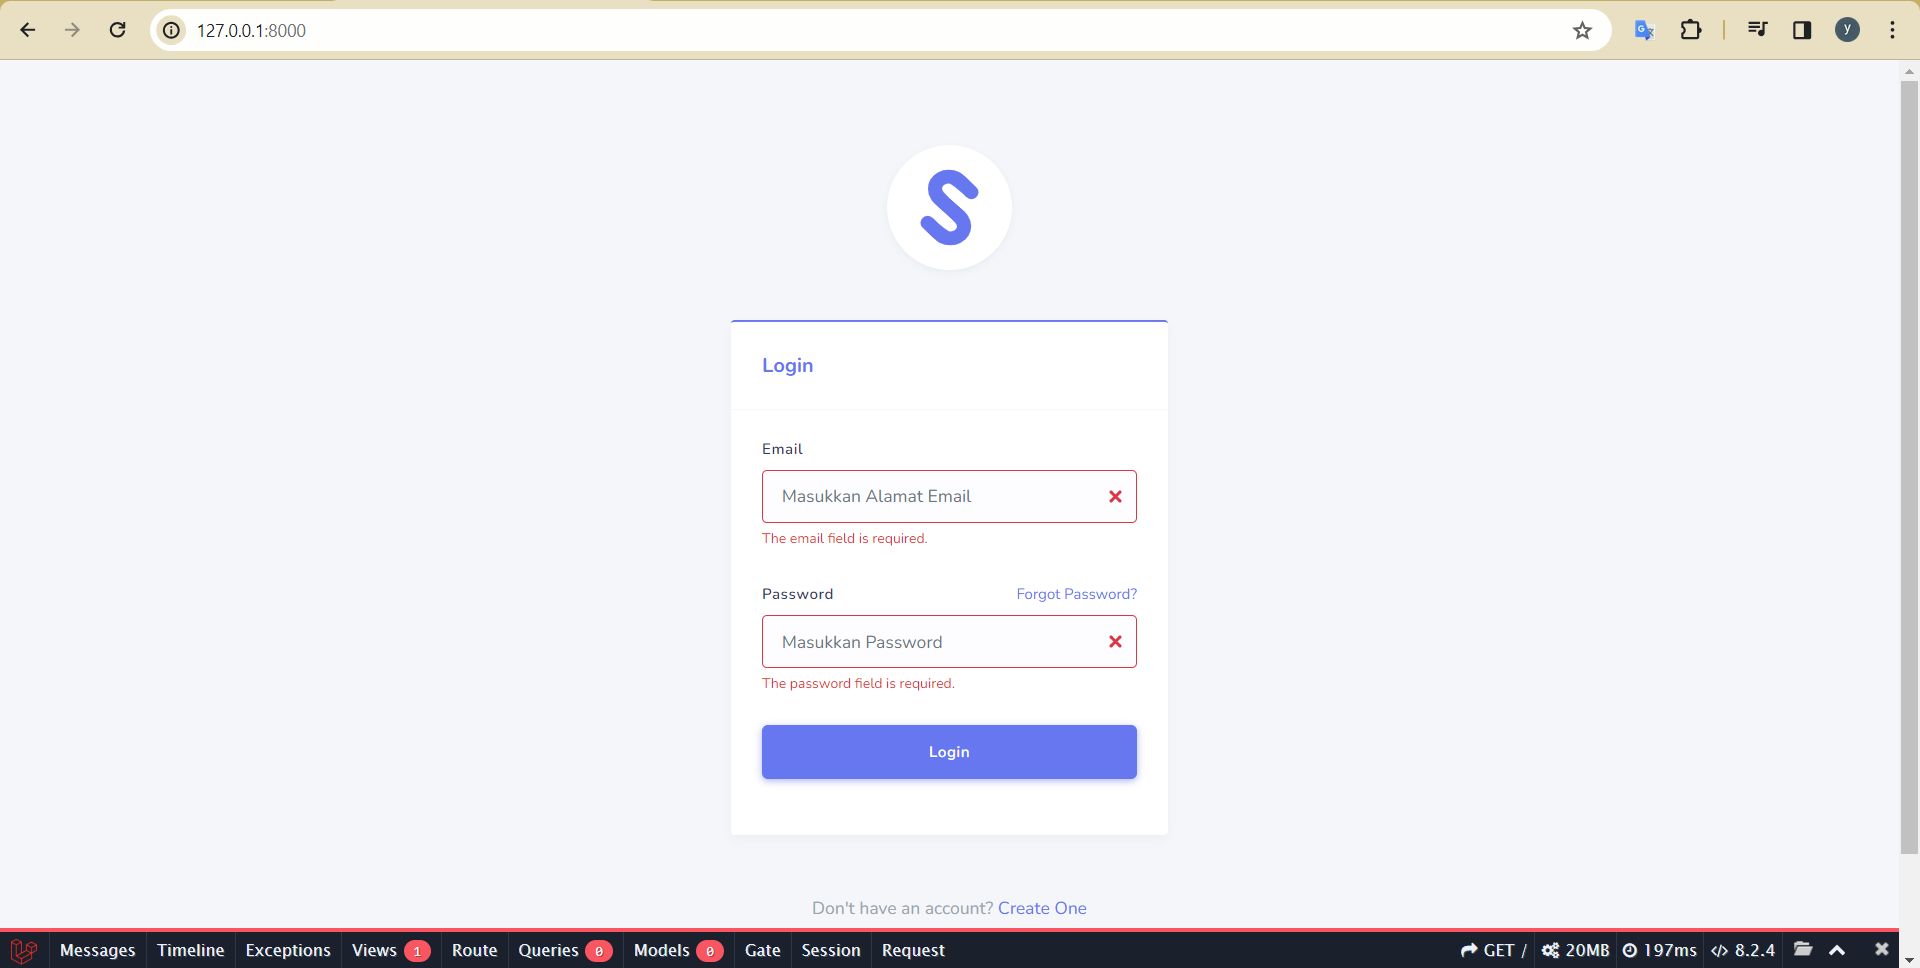 127.0.0.1:8000
y
S
Login
Email
Masukkan Alamat Email
The email field is required.
Password Forgot Password?
Masukkan Password
The password field is required.
Login
Don't have an account? Create One
Messages Timeline Exceptions Views 1 Route Queries 0 Models 0 Gate Session Request GET / 20MB 197ms 8.2.4